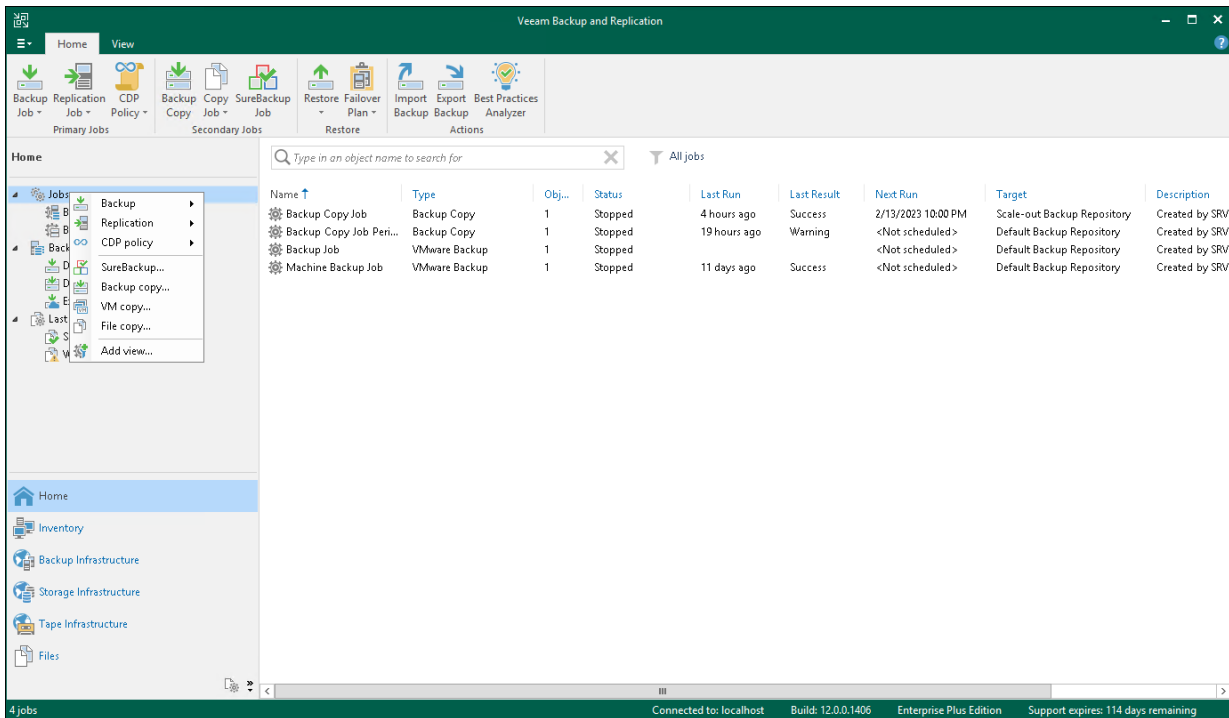 Veeam Backup and Replication
Home View
Backup Job Replication Job CDP Policy Backup Copy Copy Job SureBackup Job Restore Failover Plan Import Backup Export Backup Best Practices Analyzer
Primary Jobs Secondary Jobs Restore Actions
Home
Type in an object name to search for
All jobs
Jobs
B
B
Back
D
D
E
Last
S
Backup
Replication
CDP policy
SureBackup...
Backup copy...
VM copy...
File copy...
Add view...
Name Type Obj... Status Last Run Last Result Next Run Target Description
Backup Copy Job Backup Copy 1 Stopped 4 hours ago Success 2/13/2023 10:00 PM Scale-out Backup Repository Created by SRV
Backup Copy Job Peri... Backup Copy 1 Stopped 19 hours ago Warning <Not scheduled> Default Backup Repository Created by SRV
Backup Job VMware Backup 1 Stopped <Not scheduled> Default Backup Repository Created by SRV
Machine Backup Job VMware Backup 1 Stopped 11 days ago Success <Not scheduled> Default Backup Repository Created by SRV
Home
Inventory
Backup Infrastructure
Storage Infrastructure
Tape Infrastructure
Files
4 jobs Connected to: localhost Build: 12.0.0.1406 Enterprise Plus Edition Support expires: 114 days remaining